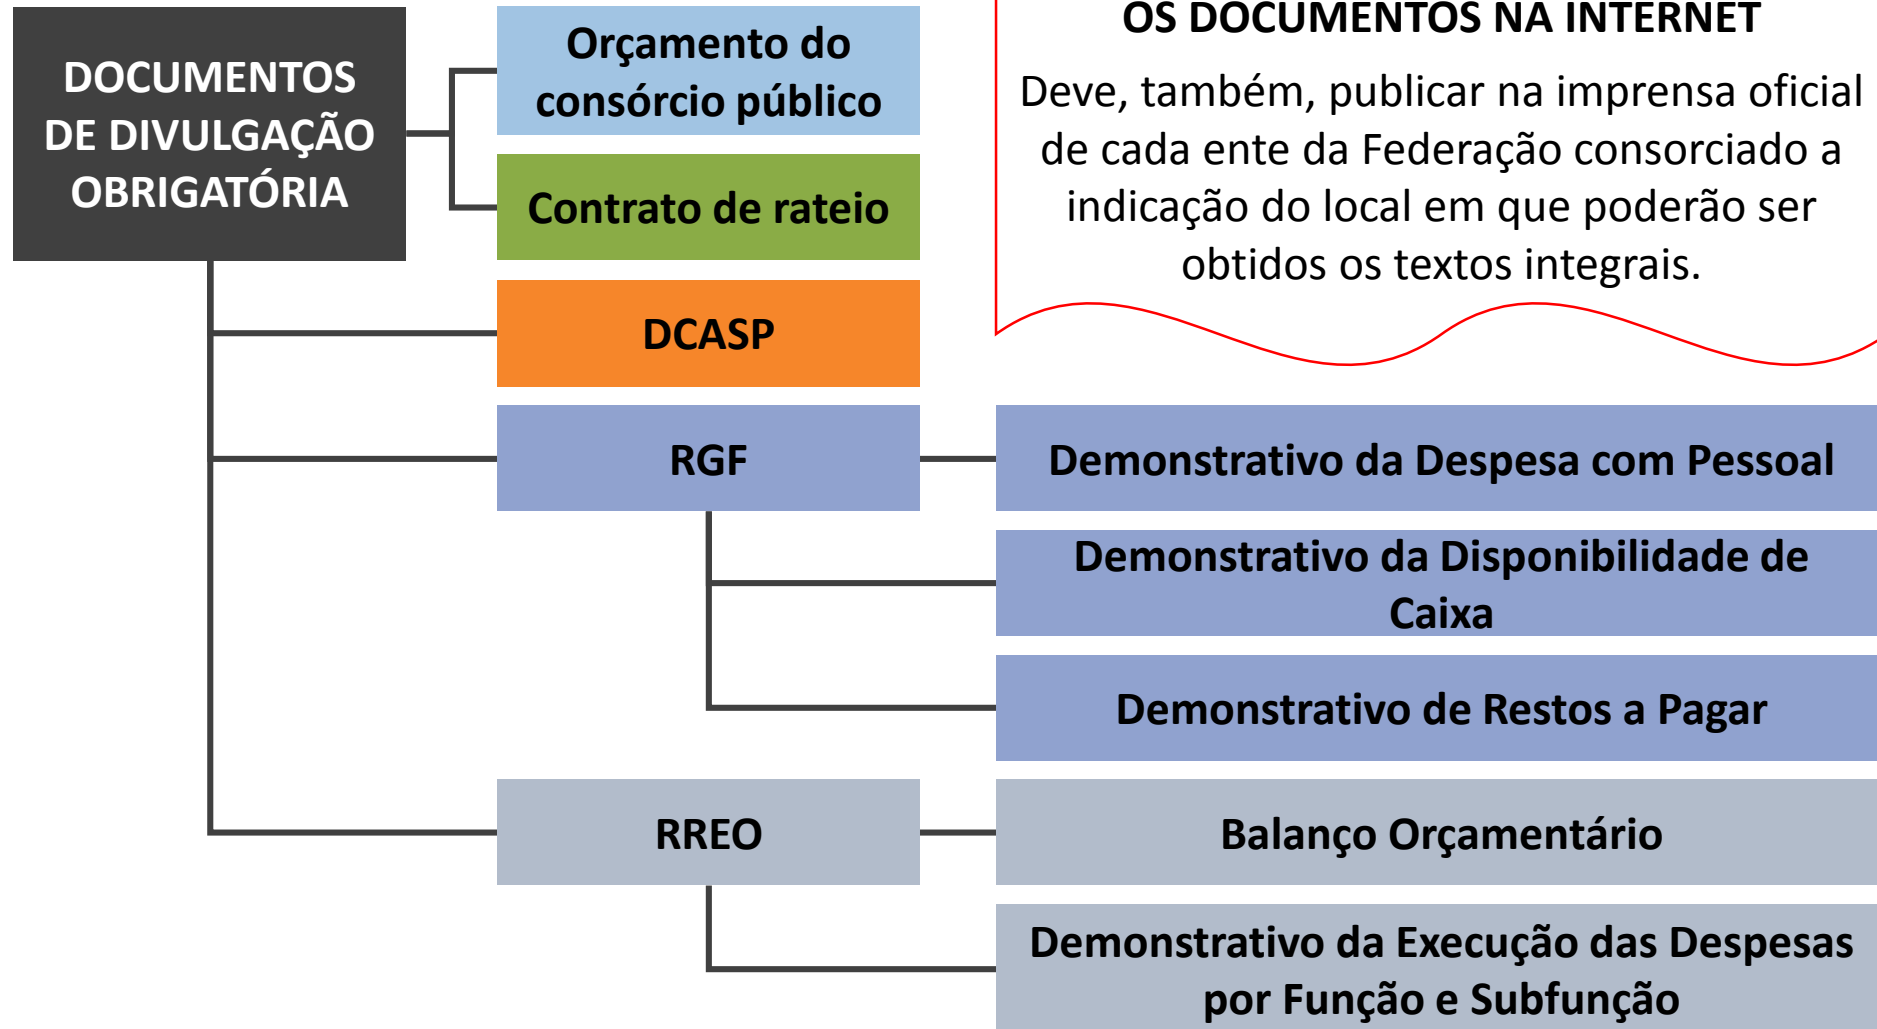 DOCUMENTOS
DE DIVULGAÇÃO
OBRIGATÓRIA
Orçamento do
consórcio público
Contrato de rateio
DCASP
RGF
RREO
OS DOCUMENTOS NA INTERNET
Deve, também, publicar na imprensa oficial
de cada ente da Federação consorciado a
indicação do local em que poderão ser
obtidos os textos integrais.
Demonstrativo da Despesa com Pessoal
Demonstrativo da Disponibilidade de
Caixa
Demonstrativo de Restos a Pagar
Balanço Orçamentário
Demonstrativo da Execução das Despesas
por Função e Subfunção